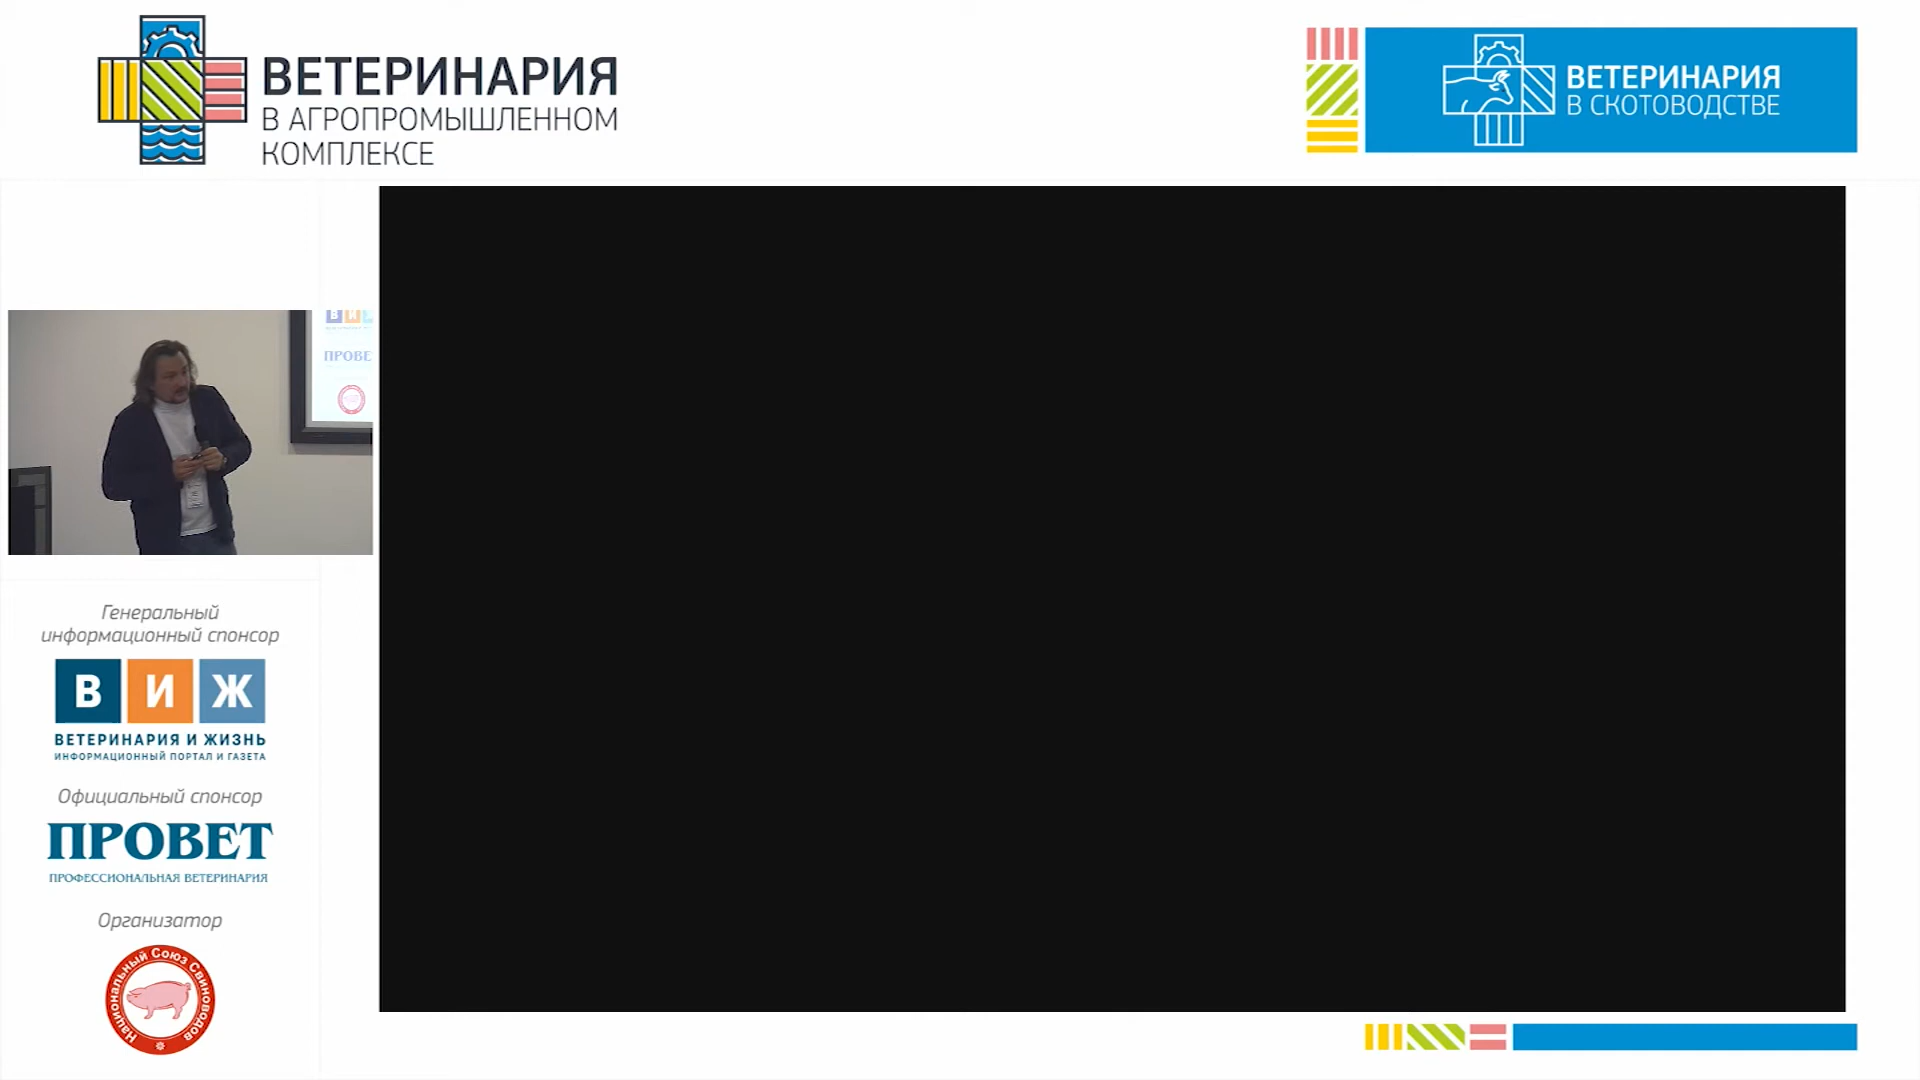 ВЕТЕРИНАРИЯ
В АГРОПРОМЫШЛЕННОМ
КОМПЛЕКСЕ
ВЕТЕРИНАРИЯ
В СКОТОВОДСТВЕ
В И
ПРОВЕ
Генеральный
информационный спонсор
В И Ж
ВЕТЕРИНАРИЯ И ЖИЗНЬ
ИНФОРМАЦИОННЫЙ ПОРТАЛ И ГАЗЕТА
Официальный спонсор
ПРОВЕТ
ПРОФЕССИОНАЛЬНАЯ ВЕТЕРИНАРИЯ
Организатор
Национальный Союз Свиноводов